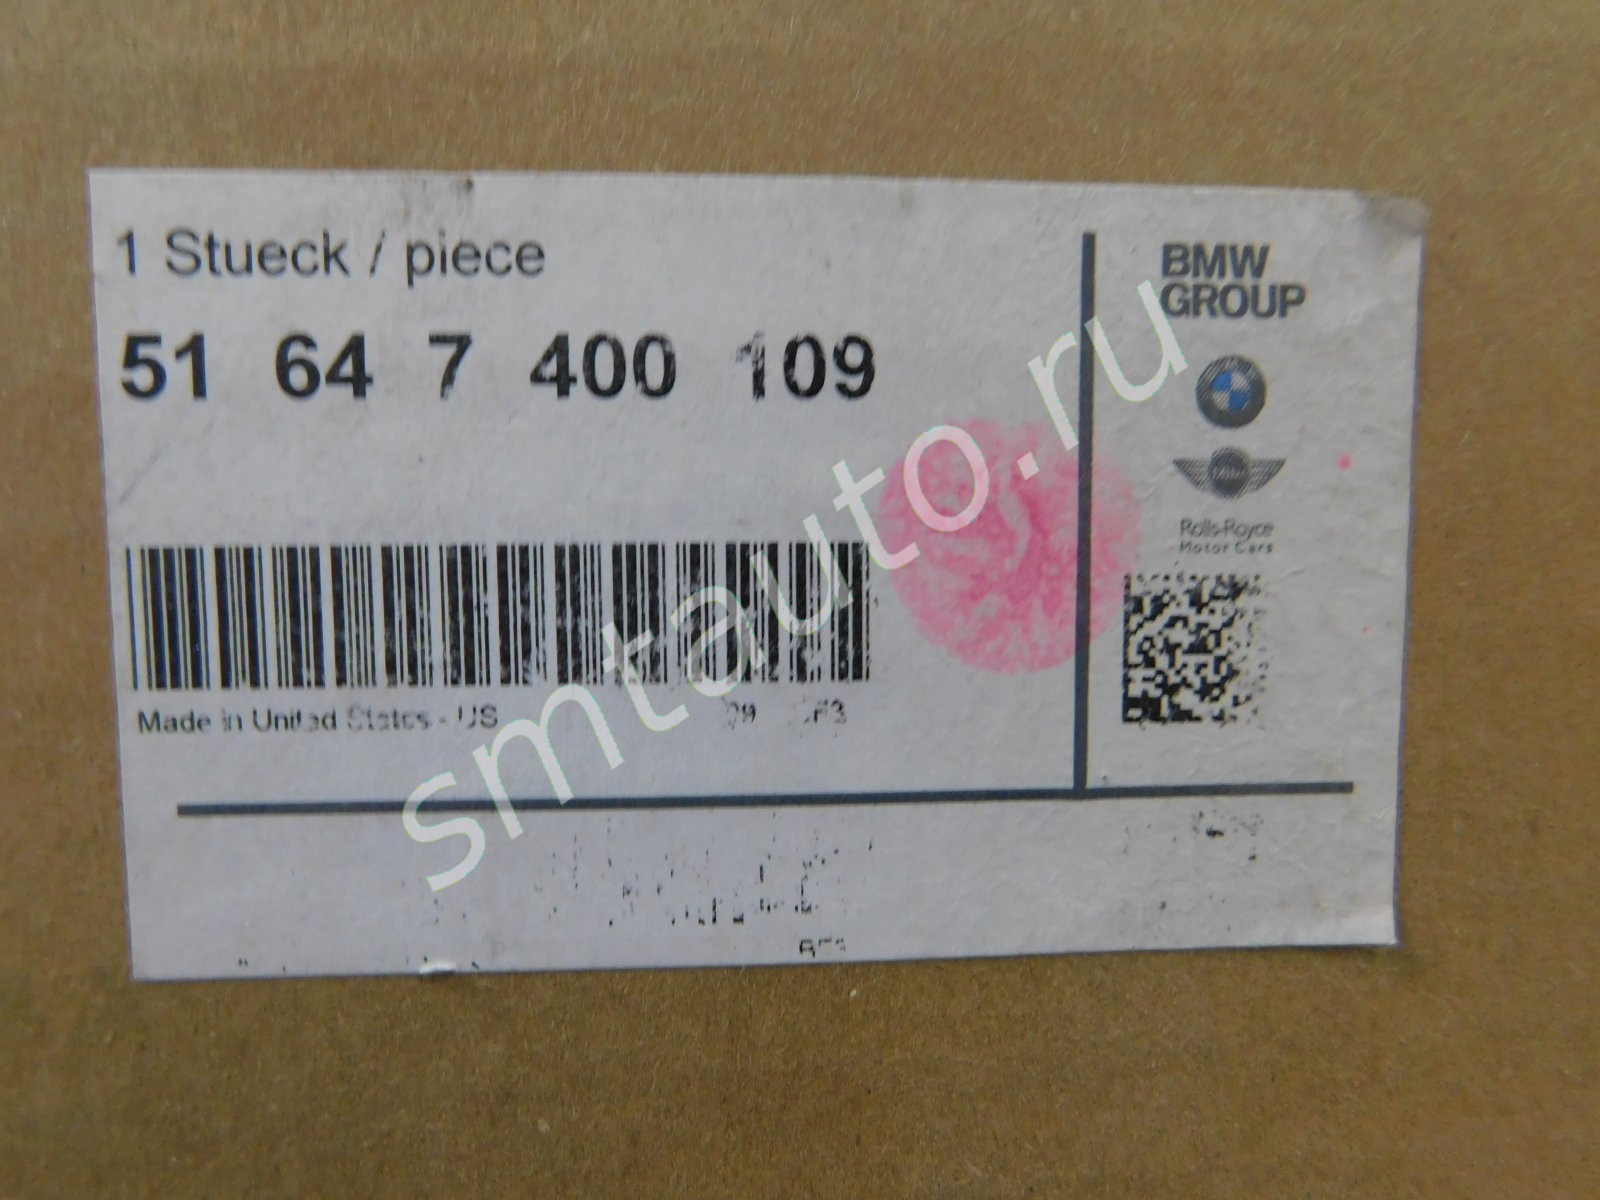 1 Stueck / piece
51 64 7 400 109
Made in United States - US
BMW
GROUP
MINI
Rolls-Royce
Motor Cars
smtauto.ru